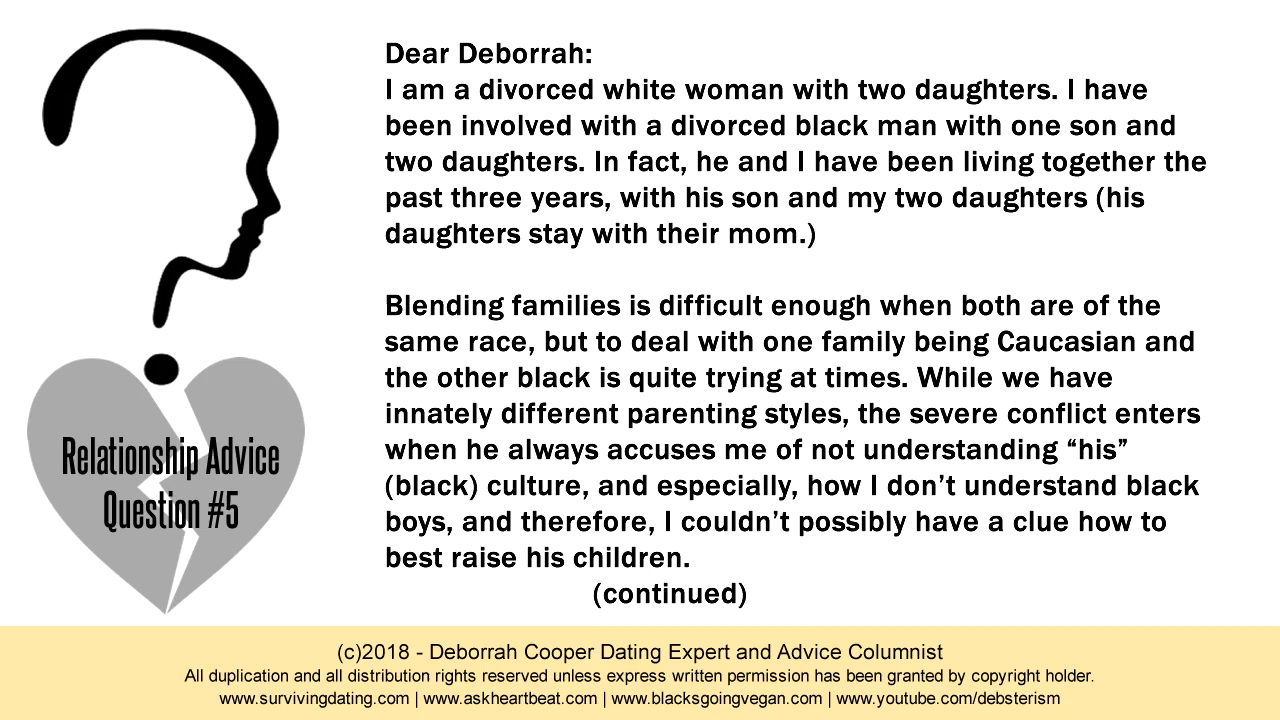 Dear Deborrah:
I am a divorced white woman with two daughters. I have
been involved with a divorced black man with one son and
two daughters. In fact, he and I have been living together the
past three years, with his son and my two daughters (his
daughters stay with their mom.)
Blending families is difficult enough when both are of the
same race, but to deal with one family being Caucasian and
the other black is quite trying at times. While we have
innately different parenting styles, the severe conflict enters
when he always accuses me of not understanding “his”
(black) culture, and especially, how I don’t understand black
boys, and therefore, I couldn’t possibly have a clue how to
best raise his children.
(continued)
Relationship Advice
Question #5
(c)2018 - Deborrah Cooper Dating Expert and Advice Columnist
All duplication and all distribution rights reserved unless express written permission has been granted by copyright holder.
www.survivingdating.com | www.askheartbeat.com | www.blacksgoingvegan.com | www.youtube.com/debsterism